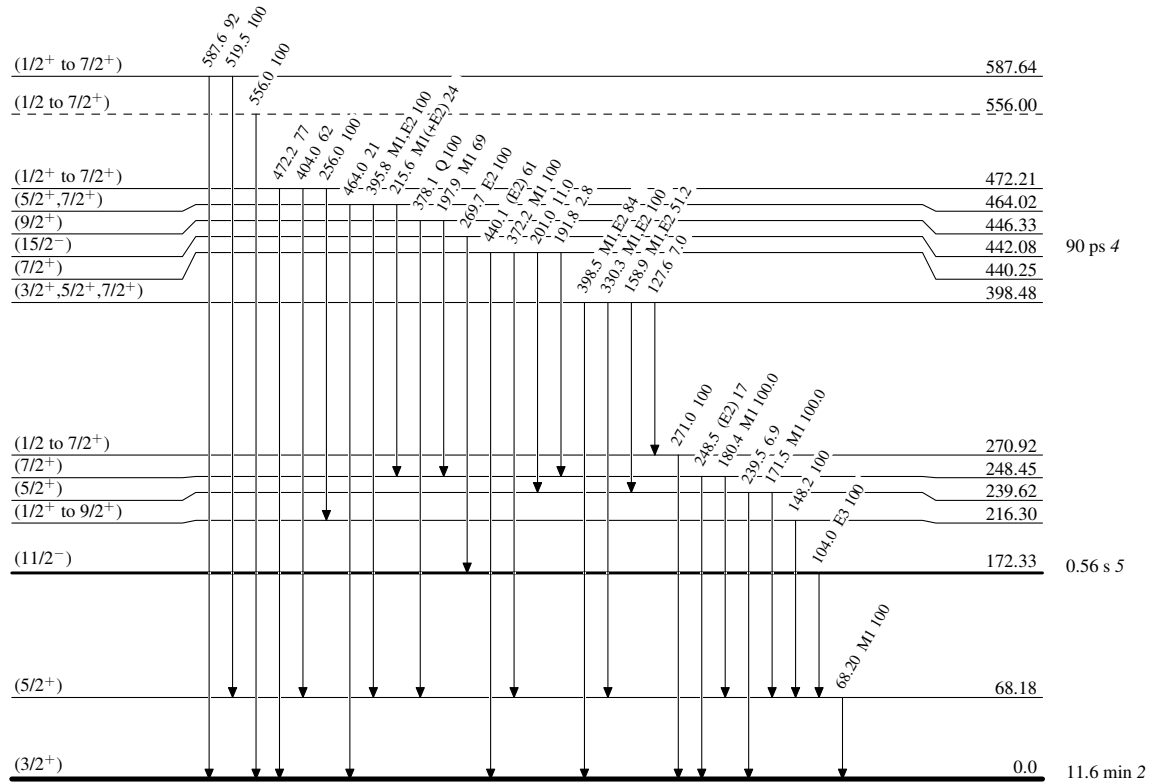 587.6 92
519.5 100
(1/2⁺ to 7/2⁺) 587.64
556.0 100
(1/2 to 7/2⁺) 556.00
472.2 77
404.0 62
256.0 100
(1/2⁺ to 7/2⁺) 472.21
464.0 21
395.8 M1,E2 100
215.6 M1(+E2) 24
(5/2⁺,7/2⁺) 464.02
378.1 Q 100
197.9 M1 69
(9/2⁺) 446.33
269.7 E2 100
(15/2⁻) 442.08 90 ps 4
440.1 (E2) 61
372.2 M1 100
201.0 11.0
191.8 2.8
(7/2⁺) 440.25
398.5 M1,E2 84
330.3 M1,E2 100
158.9 M1,E2 51.2
127.6 7.0
(3/2⁺,5/2⁺,7/2⁺) 398.48
271.0 100
(1/2 to 7/2⁺) 270.92
248.5 (E2) 17
180.4 M1 100.0
(7/2⁺) 248.45
239.5 6.9
171.5 M1 100.0
(5/2⁺) 239.62
148.2 100
(1/2⁺ to 9/2⁺) 216.30
104.0 E3 100
(11/2⁻) 172.33 0.56 s 5
68.20 M1 100
(5/2⁺) 68.18
(3/2⁺) 0.0 11.6 min 2